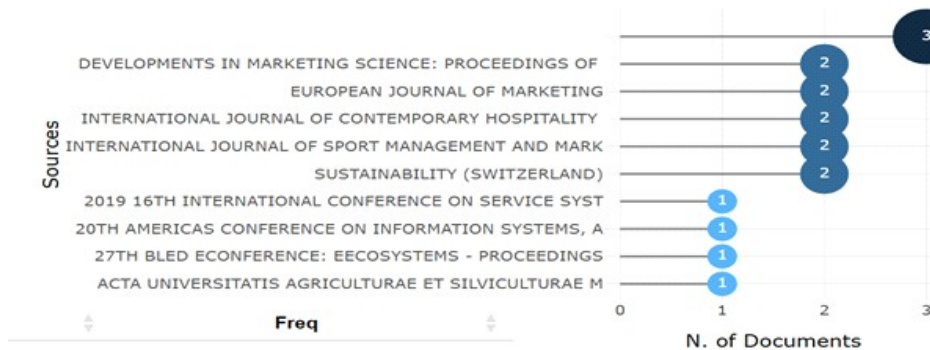 3
DEVELOPMENTS IN MARKETING SCIENCE: PROCEEDINGS OF 2
EUROPEAN JOURNAL OF MARKETING 2
INTERNATIONAL JOURNAL OF CONTEMPORARY HOSPITALITY 2
INTERNATIONAL JOURNAL OF SPORT MANAGEMENT AND MARK 2
SUSTAINABILITY (SWITZERLAND) 2
2019 16TH INTERNATIONAL CONFERENCE ON SERVICE SYST 1
20TH AMERICAS CONFERENCE ON INFORMATION SYSTEMS, A 1
27TH BLED ECONFERENCE: EECOSYSTEMS - PROCEEDINGS 1
ACTA UNIVERSITATIS AGRICULTURAE ET SILVICULTURAE M 1
Sources
0 1 2 3
Freq
N. of Documents